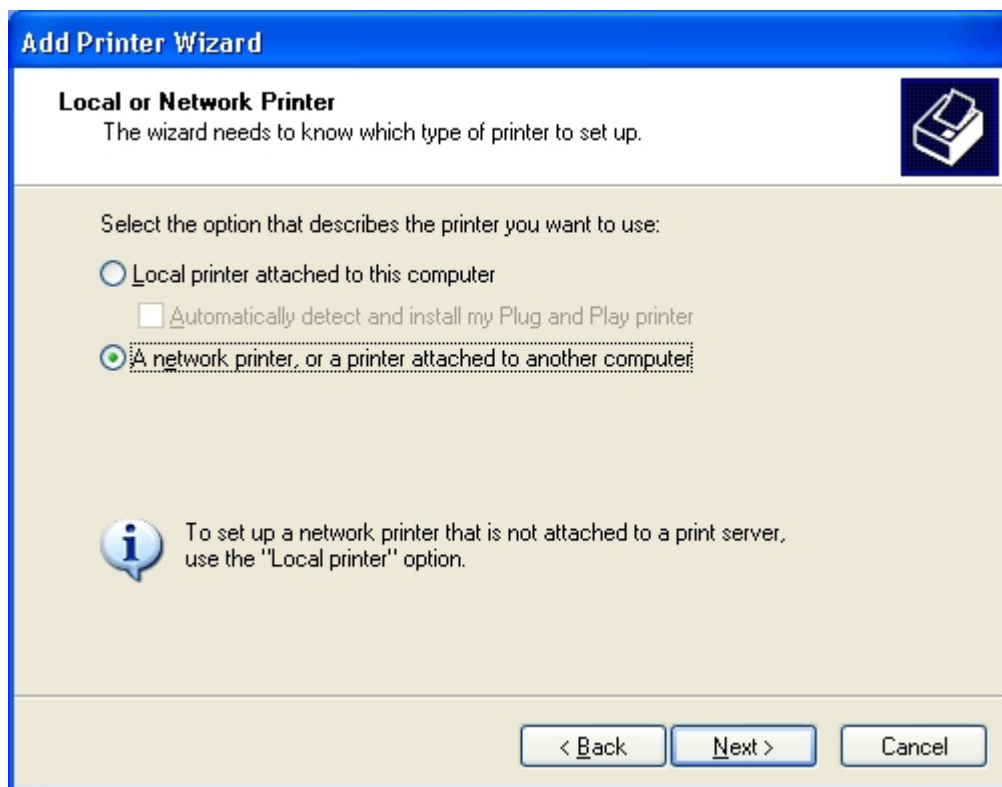 Add Printer Wizard
Local or Network Printer
The wizard needs to know which type of printer to set up.
Select the option that describes the printer you want to use:
Local printer attached to this computer
Automatically detect and install my Plug and Play printer
A network printer, or a printer attached to another computer
To set up a network printer that is not attached to a print server,
use the "Local printer" option.
< Back Next > Cancel